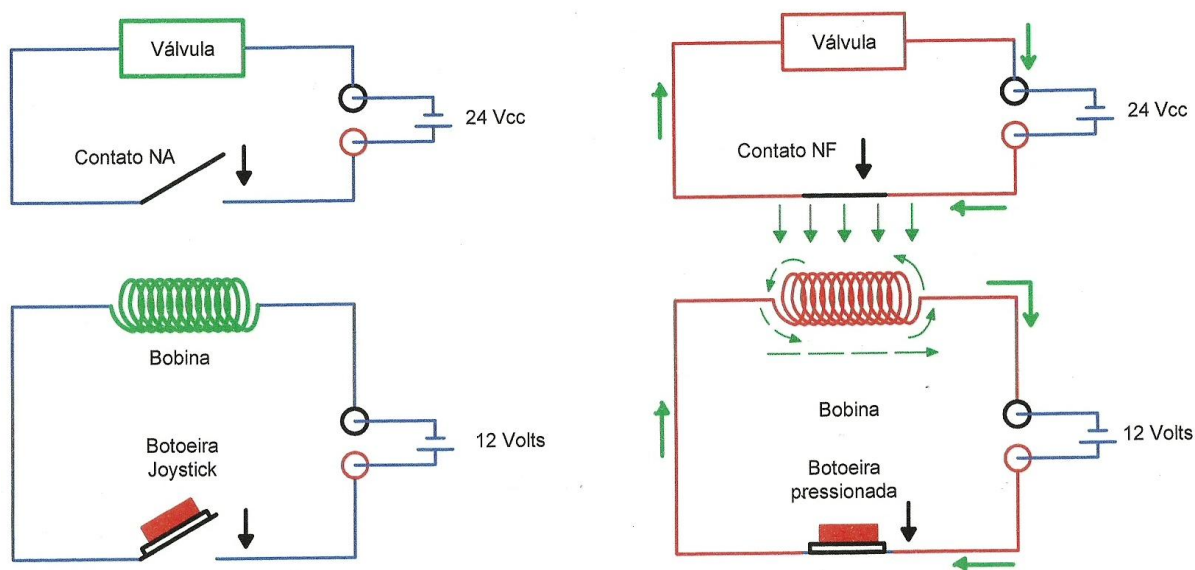 Válvula
24 Vcc
Contato NA
Bobina
12 Volts
Botoeira
Joystick
Válvula
24 Vcc
Contato NF
Bobina
12 Volts
Botoeira
pressionada